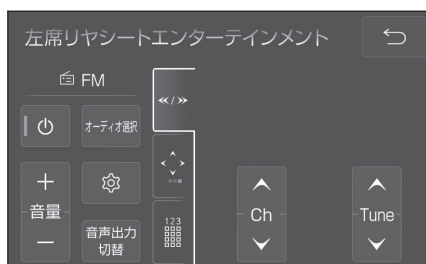 左席リヤシートエンターテインメント
FM
オーディオ選択
+
音量
−
音声出力
切替
«/»
123
Ch
Tune